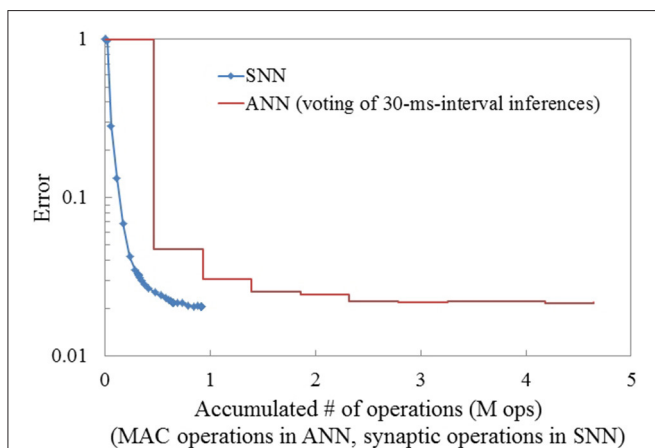 1
SNN
ANN (voting of 30-ms-interval inferences)
0.1
Error
0.01
0 1 2 3 4 5
Accumulated # of operations (M ops)
(MAC operations in ANN, synaptic operations in SNN)